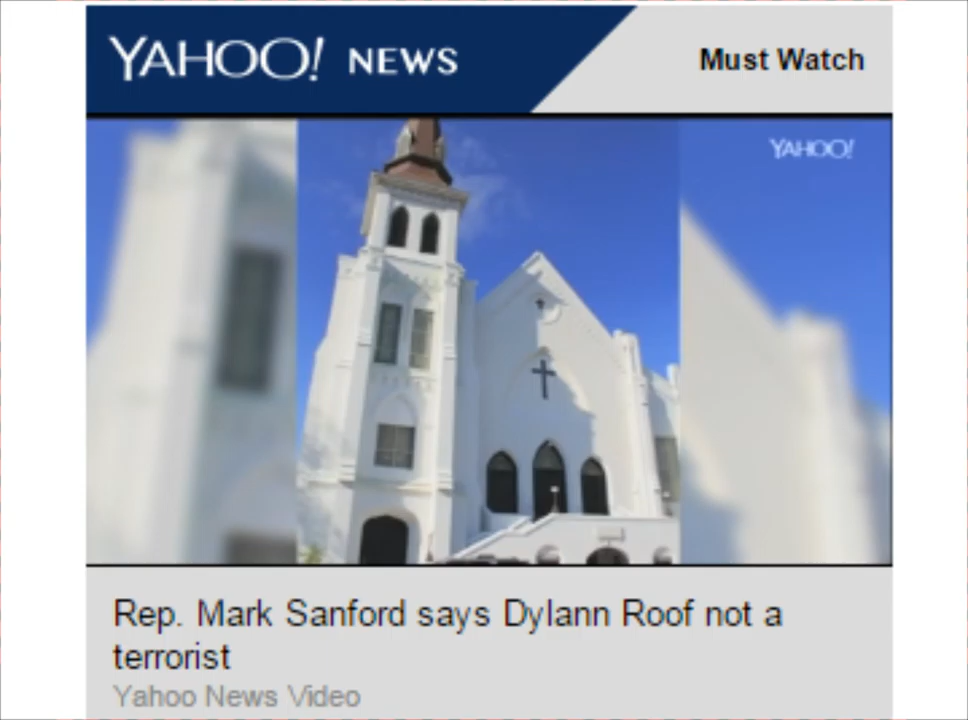 YAHOO! NEWS
Must Watch
YAHOO!
Rep. Mark Sanford says Dylann Roof not a
terrorist
Yahoo News Video